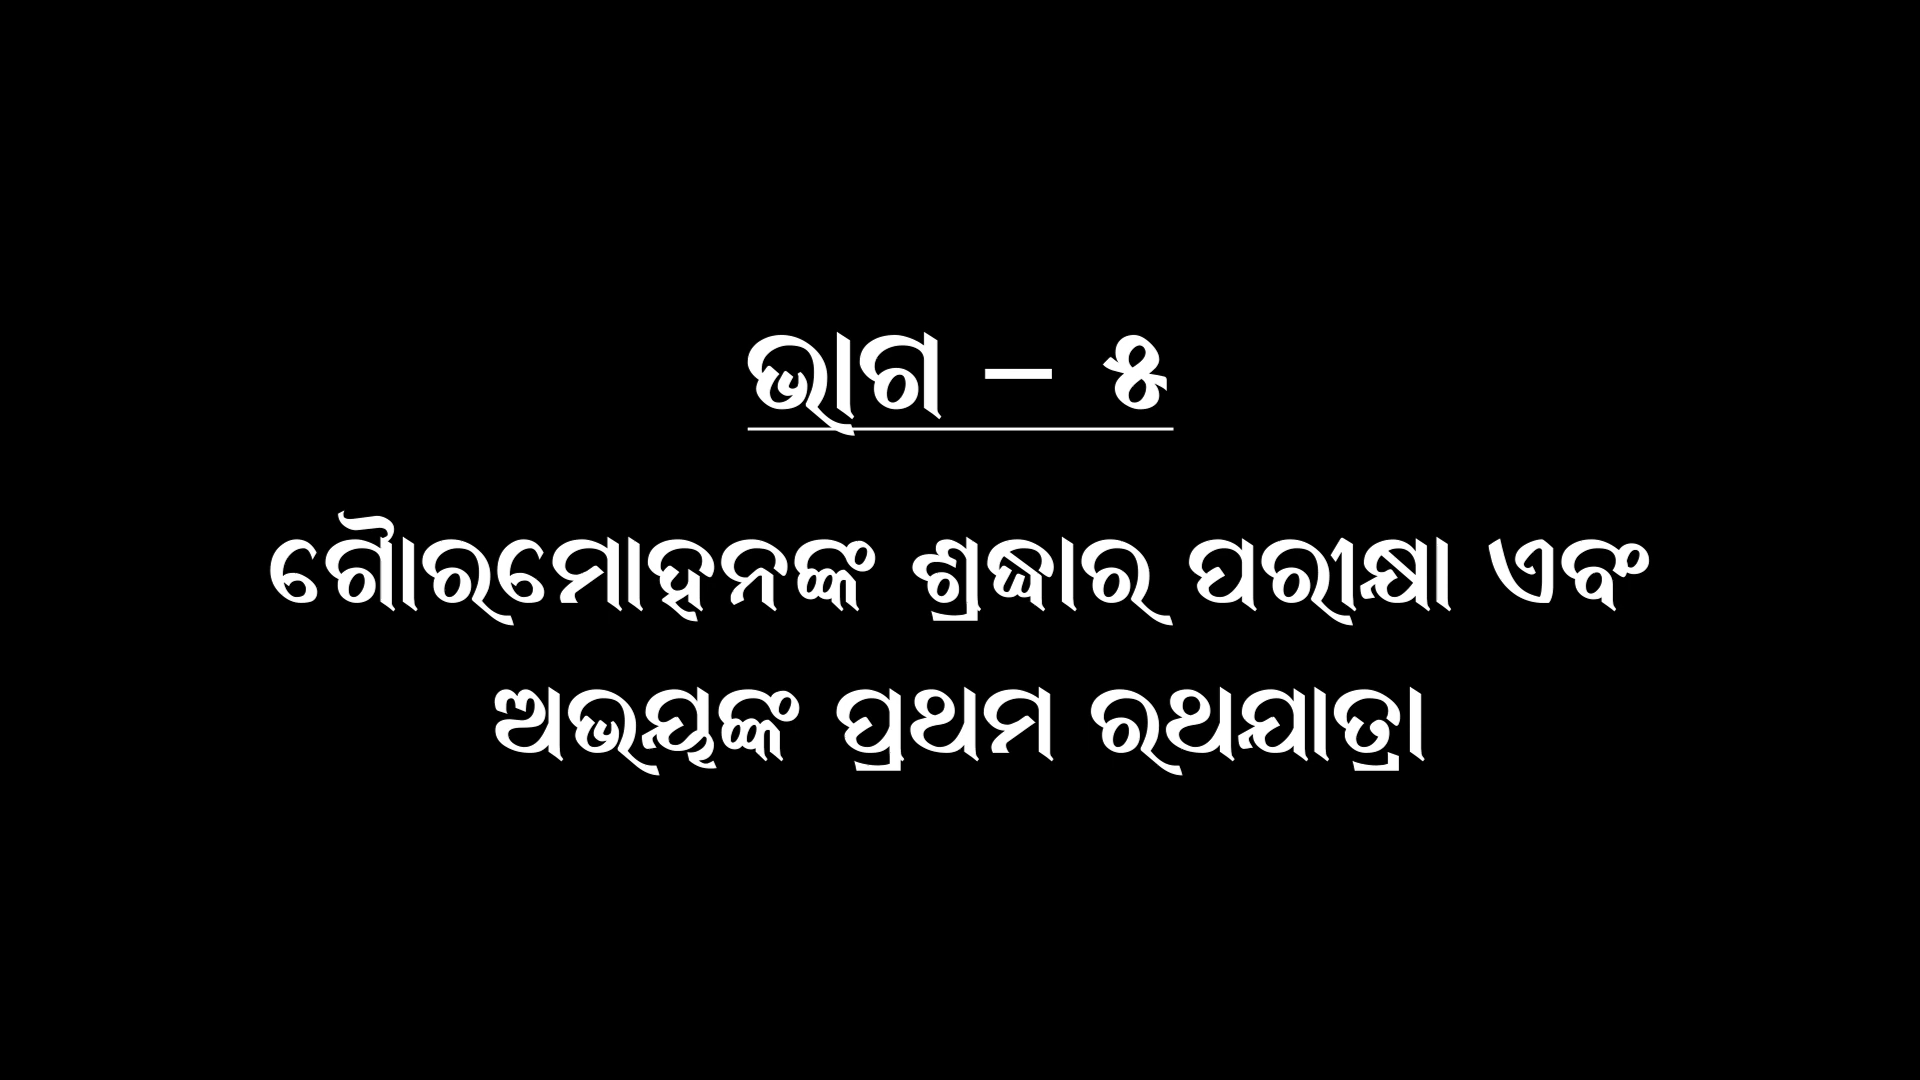 ଭାଗ – ୫
ଗୌରମୋହନଙ୍କ ଶ୍ରଦ୍ଧାର ପରୀକ୍ଷା ଏବଂ
ଅଭୟଙ୍କ ପ୍ରଥମ ରଥଯାତ୍ରା